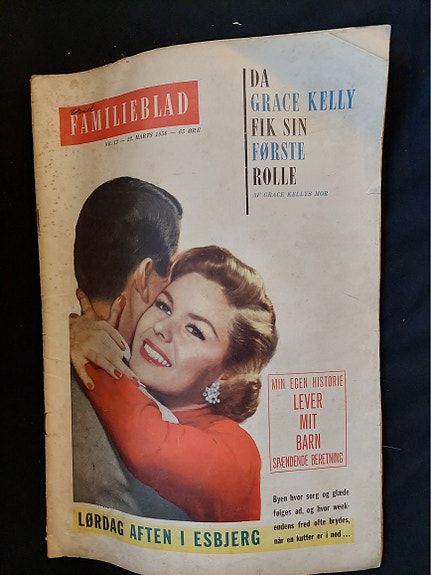 FAMILIEBLAD
NR. 12 — 22. MARTS 1956 — 65 ØRE
DA
GRACE KELLY
FIK SIN
FØRSTE
ROLLE
AF GRACE KELLYS MOR
MIN EGEN HISTORIE
LEVER
MIT
BARN
SPÆNDENDE BERETNING
Byen hvor sorg og glæde
følges ad, og hvor week-
endens fred ofte brydes,
når en kutter er i nød ...
LØRDAG AFTEN I ESBJERG